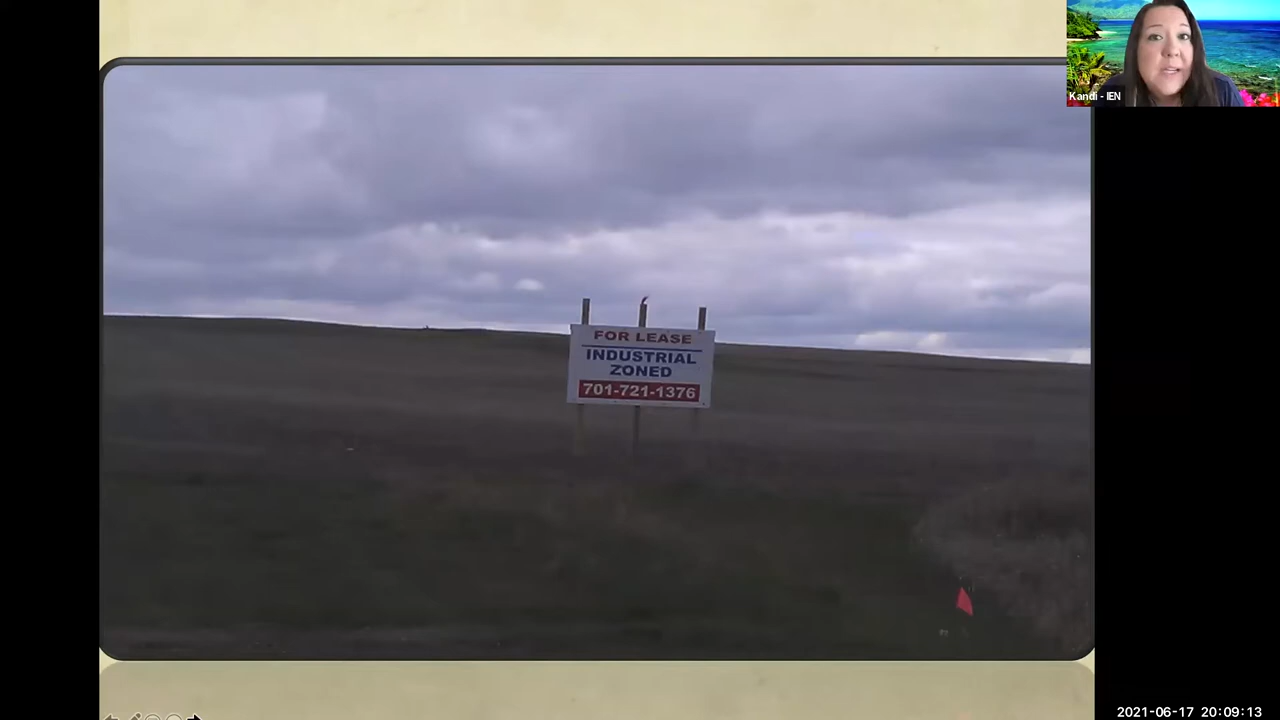 Kandi - IEN
FOR LEASE
INDUSTRIAL
ZONED
701-721-1376
2021-06-17 20:09:13